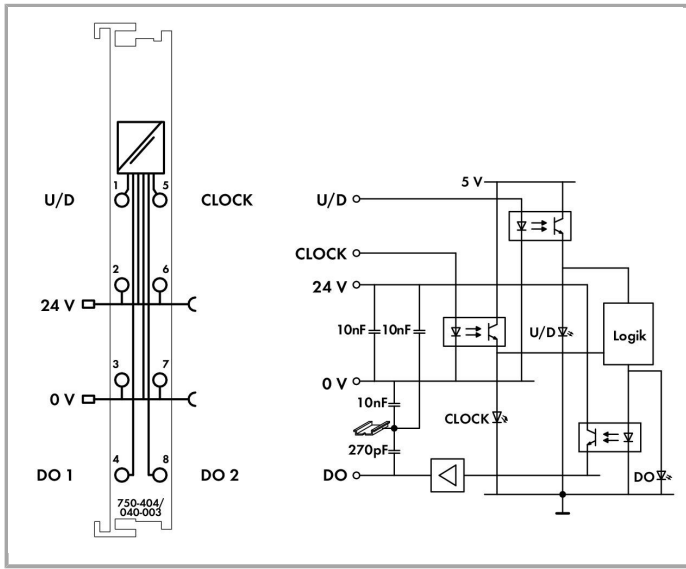 1 5
U/D CLOCK
2 6
24 V
3 7
0 V
4 8
DO 1 DO 2
750-404/
040-003
5 V
U/D
CLOCK
24 V
10nF 10nF
U/D
Logik
0 V
10nF
CLOCK
270pF
DO
DO